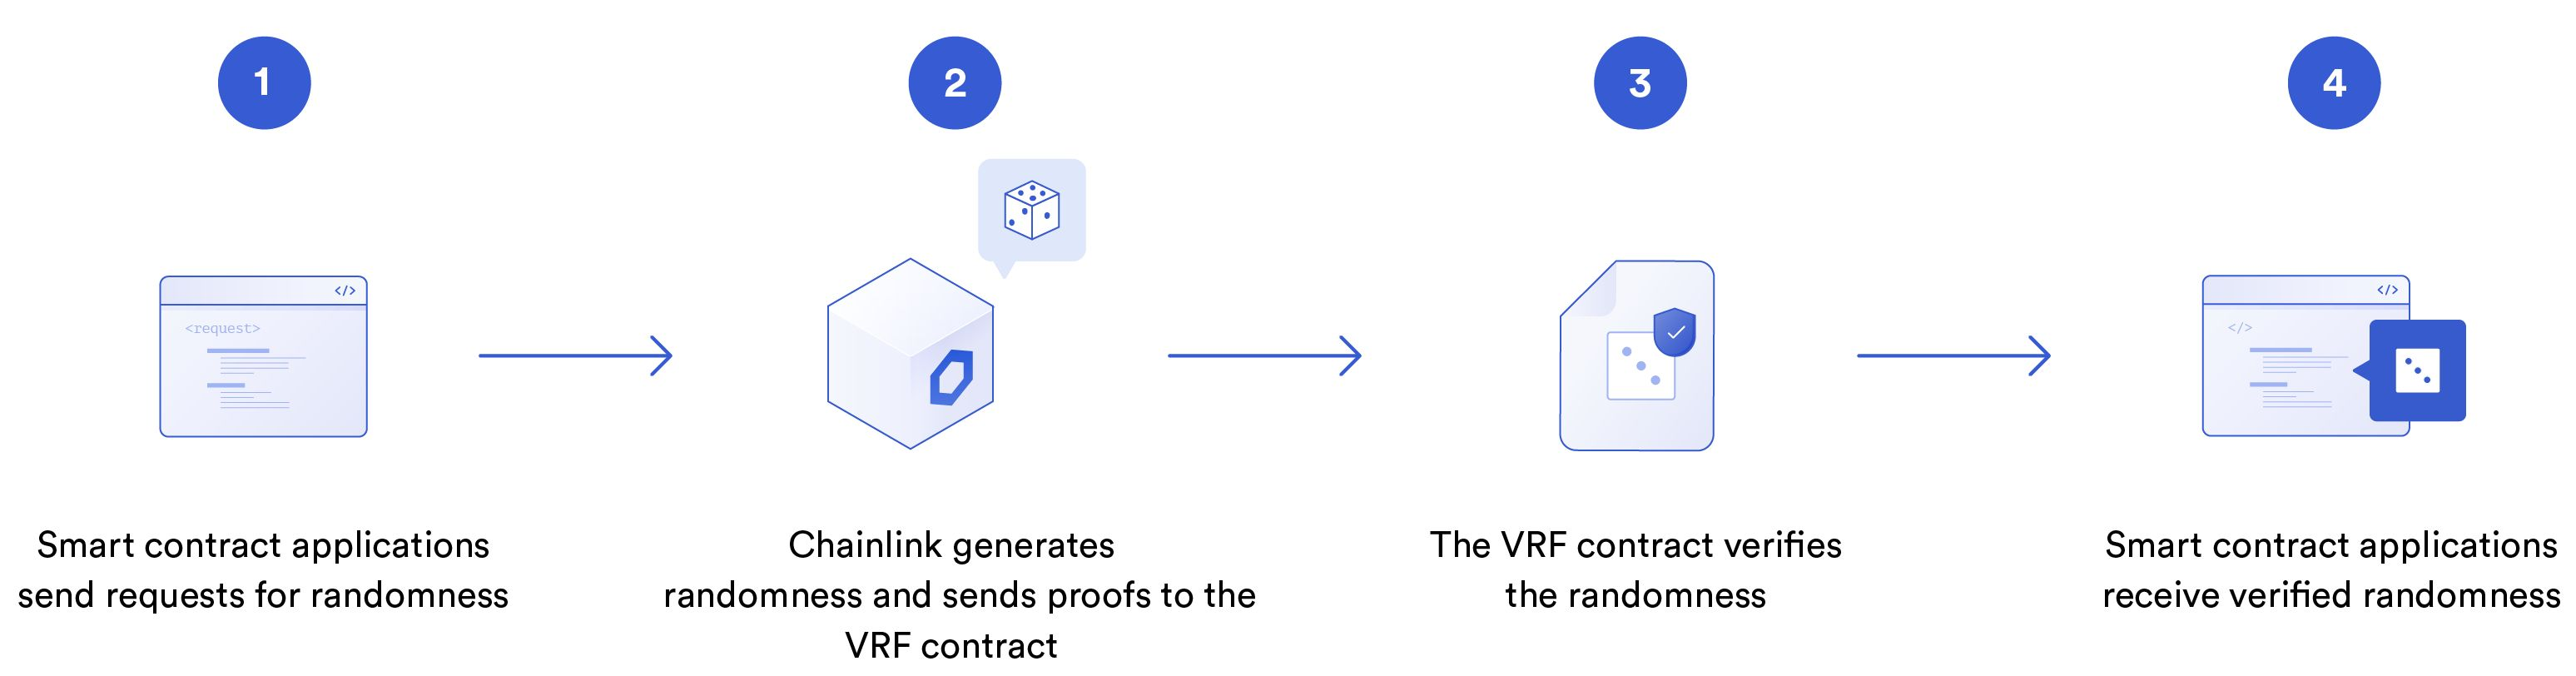 1
2
3
4
</>
<request>
</>
</>
Smart contract applications
send requests for randomness
Chainlink generates
randomness and sends proofs to the
VRF contract
The VRF contract verifies
the randomness
Smart contract applications
receive verified randomness